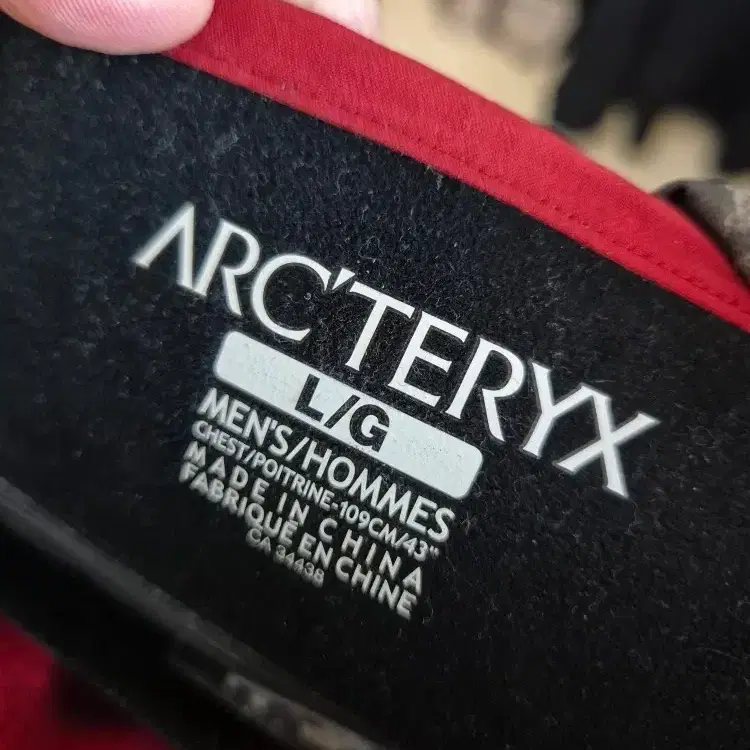 ARC'TERYX
L/G
MEN'S/HOMMES
CHEST/POITRINE-109CM/43"
MADE IN CHINA
FABRIQUÉ EN CHINE
CA 34438